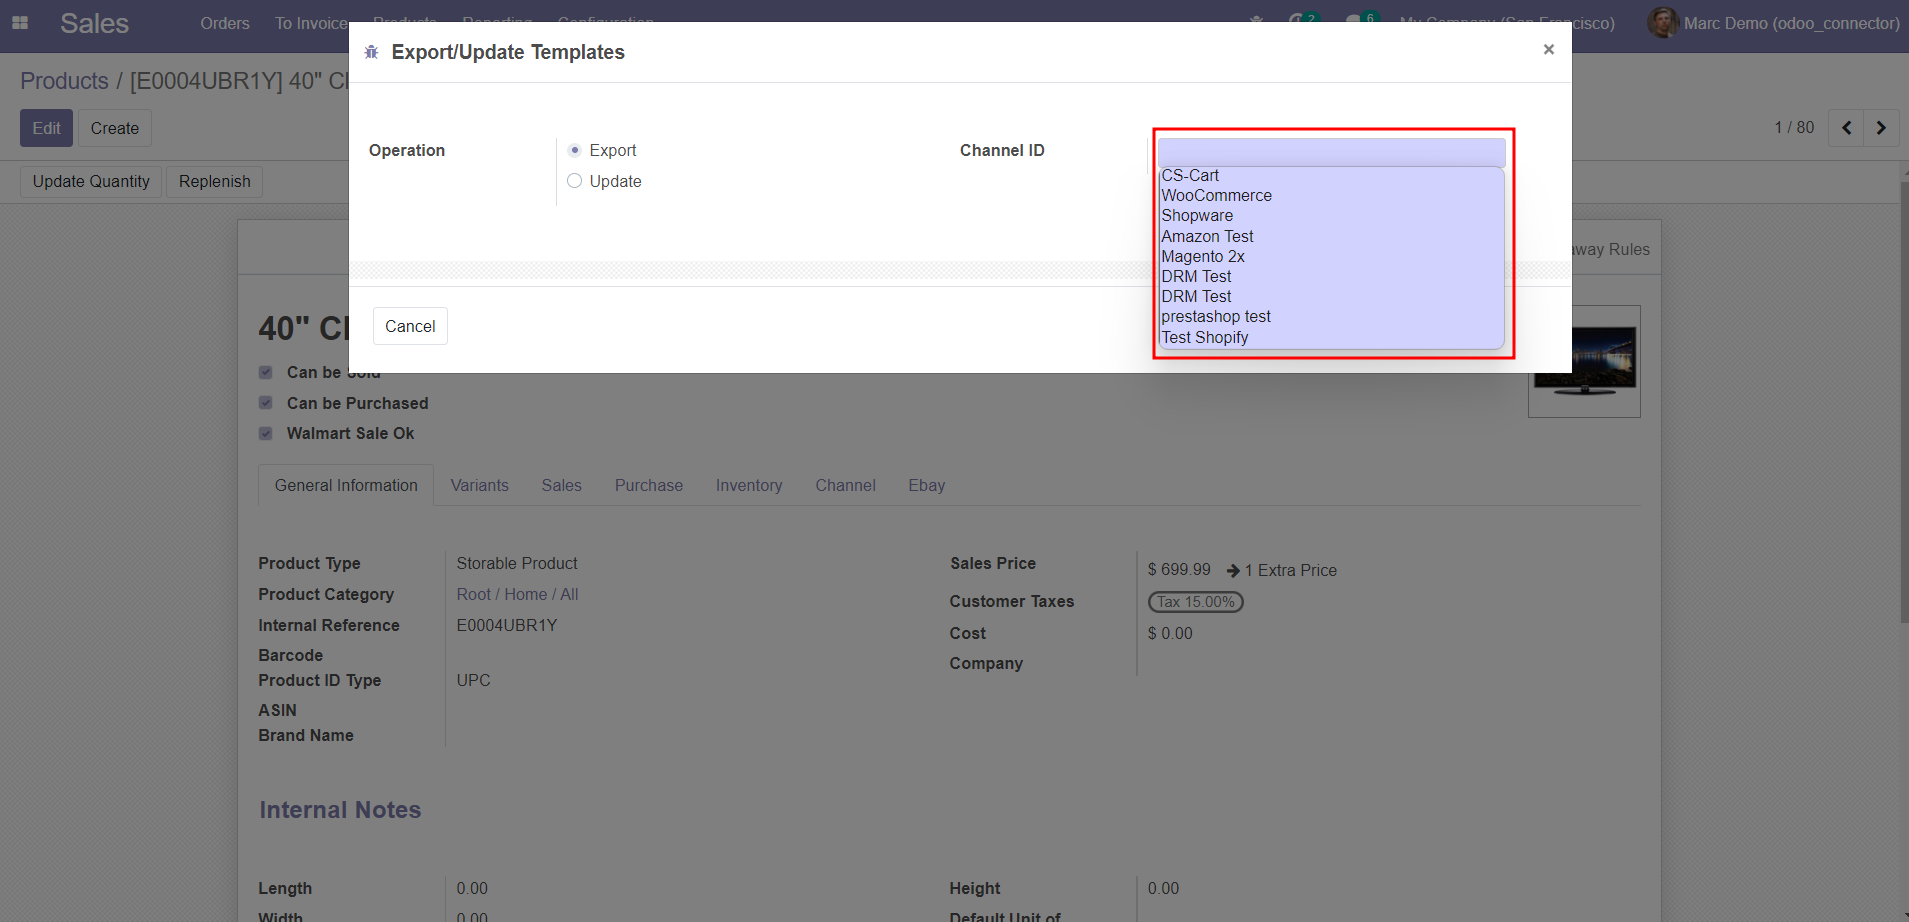 Sales
Orders
To Invoice
Products
Reporting
Configuration
2
6
My Company (San Francisco)
Marc Demo (odoo_connector)
Export/Update Templates
×
Products / [E0004UBR1Y] 40"
Edit
Create
1 / 80
Operation
Export
Update
Channel ID
CS-Cart
WooCommerce
Shopware
Amazon Test
Magento 2x
DRM Test
DRM Test
prestashop test
Test Shopify
Update Quantity
Replenish
Rules
Cancel
40"
Can be Sold
Can be Purchased
Walmart Sale Ok
General Information
Variants
Sales
Purchase
Inventory
Channel
Ebay
Product Type
Storable Product
Product Category
Root / Home / All
Internal Reference
E0004UBR1Y
Barcode
Product ID Type
UPC
ASIN
Brand Name
Sales Price
$ 699.99
1 Extra Price
Customer Taxes
Tax 15.00%
Cost
$ 0.00
Company
Internal Notes
Length
0.00
Height
0.00
Width
0.00
Default Unit of